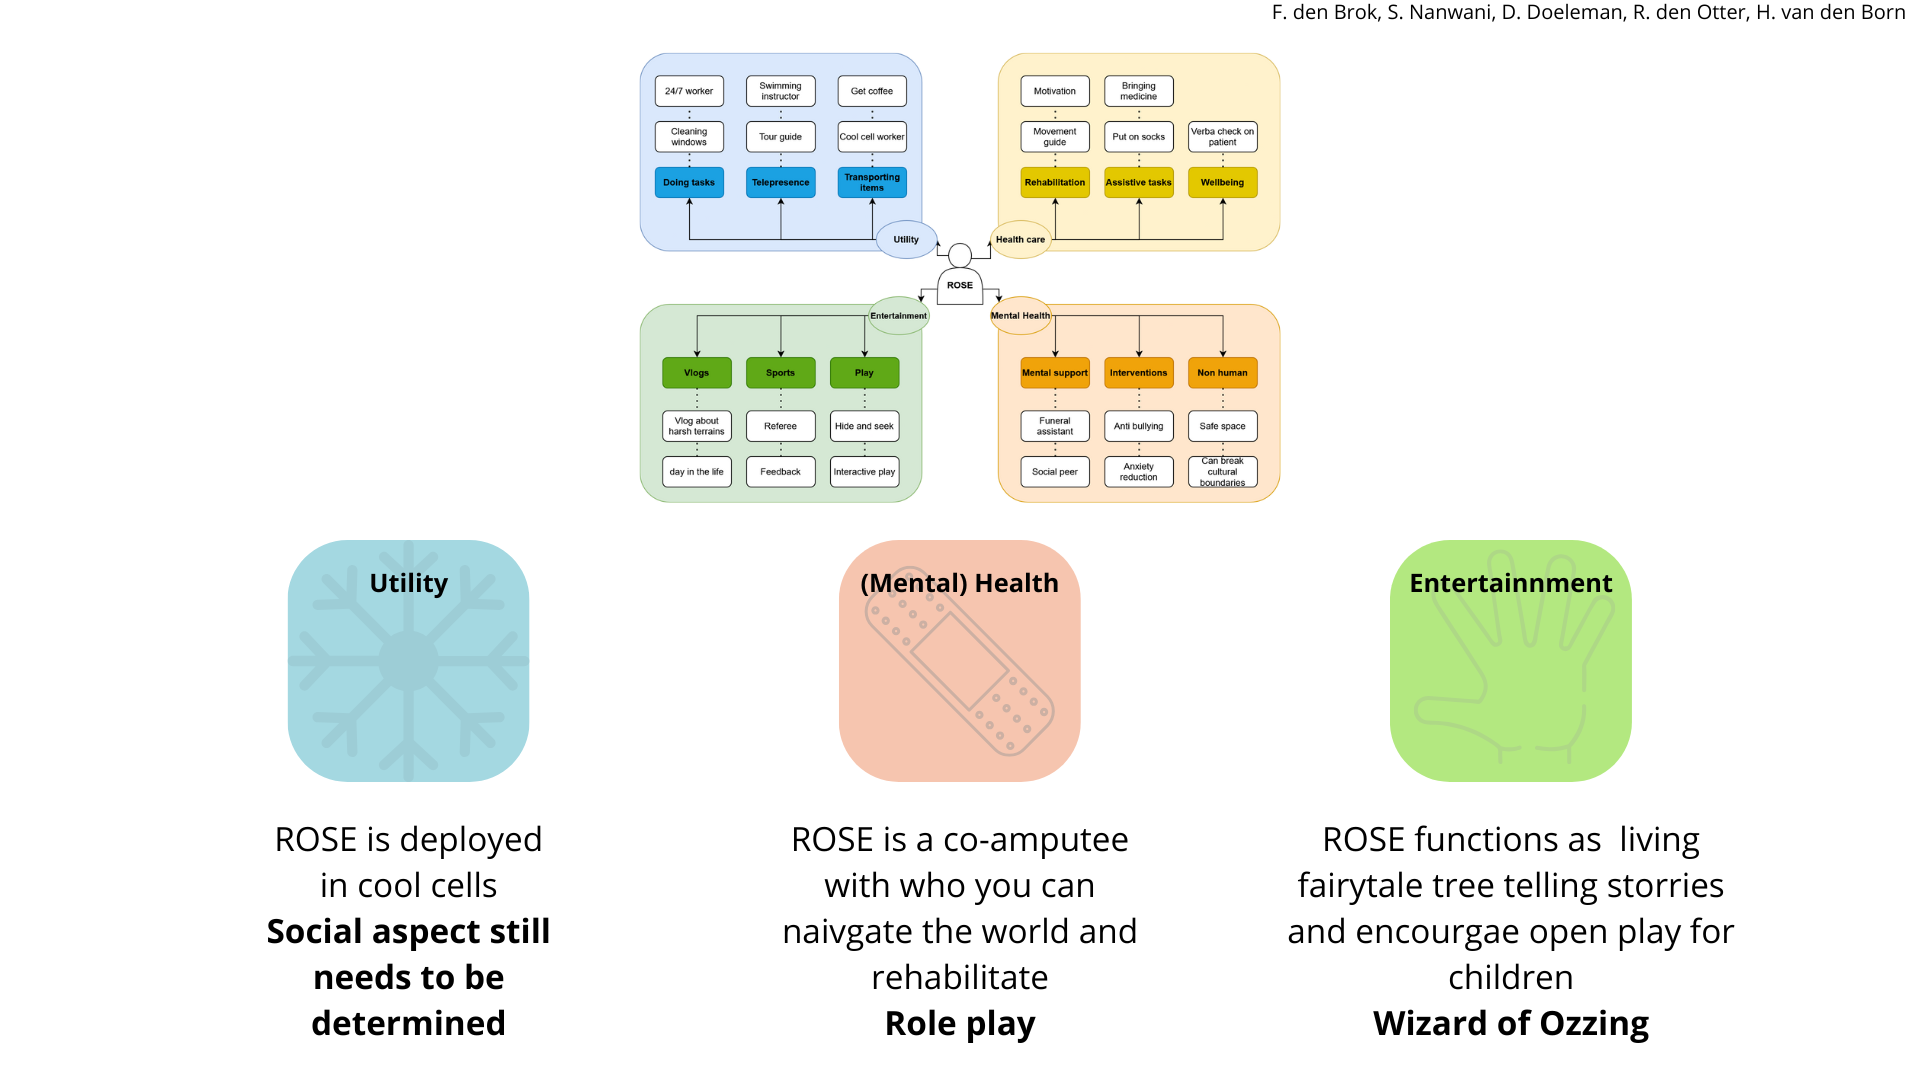 F. den Brok, S. Nanwani, D. Doeleman, R. den Otter, H. van den Born
24/7 worker
Swimming
instructor
Get coffee
Cleaning
windows
Tour guide
Cool cell worker
Doing tasks
Telepresence
Transporting
items
Utility
Motivation
Bringing
medicine
Movement
guide
Put on socks
Verba check on
patient
Rehabilitation
Assistive tasks
Wellbeing
Health care
ROSE
Entertainment
Vlogs
Sports
Play
Vlog about
harsh terrains
Referee
Hide and seek
day in the life
Feedback
Interactive play
Mental Health
Mental support
Interventions
Non human
Funeral
assistant
Anti bullying
Safe space
Social peer
Anxiety
reduction
Can break
cultural
boundaries
Utility
ROSE is deployed
in cool cells
Social aspect still
needs to be
determined
(Mental) Health
ROSE is a co-amputee
with who you can
naivgate the world and
rehabilitate
Role play
Entertainnment
ROSE functions as  living
fairytale tree telling storries
and encourgae open play for
children
Wizard of Ozzing